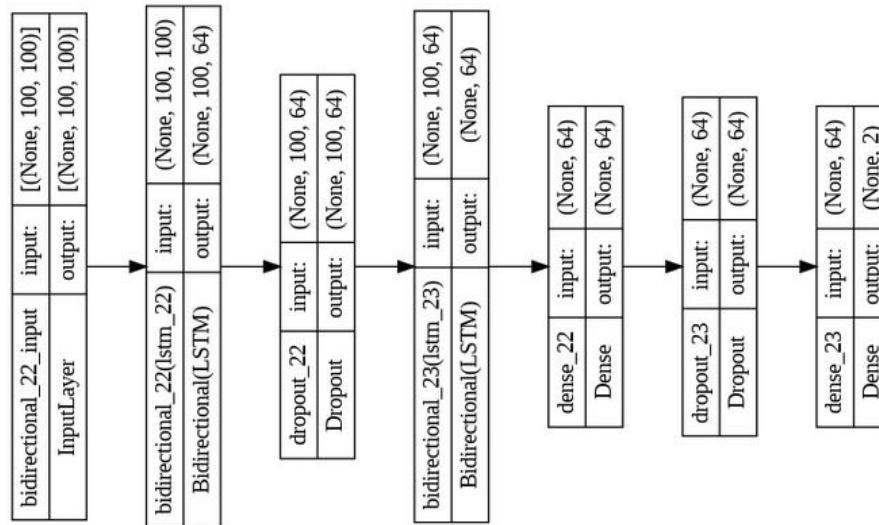 bidirectional_22_input input: [(None, 100, 100)]
InputLayer output: [(None, 100, 100)]
bidirectional_22(lstm_22) input: (None, 100, 100)
Bidirectional(LSTM) output: (None, 100, 64)
dropout_22 input: (None, 100, 64)
Dropout output: (None, 100, 64)
bidirectional_23(lstm_23) input: (None, 100, 64)
Bidirectional(LSTM) output: (None, 64)
dense_22 input: (None, 64)
Dense output: (None, 64)
dropout_23 input: (None, 64)
Dropout output: (None, 64)
dense_23 input: (None, 64)
Dense output: (None, 2)